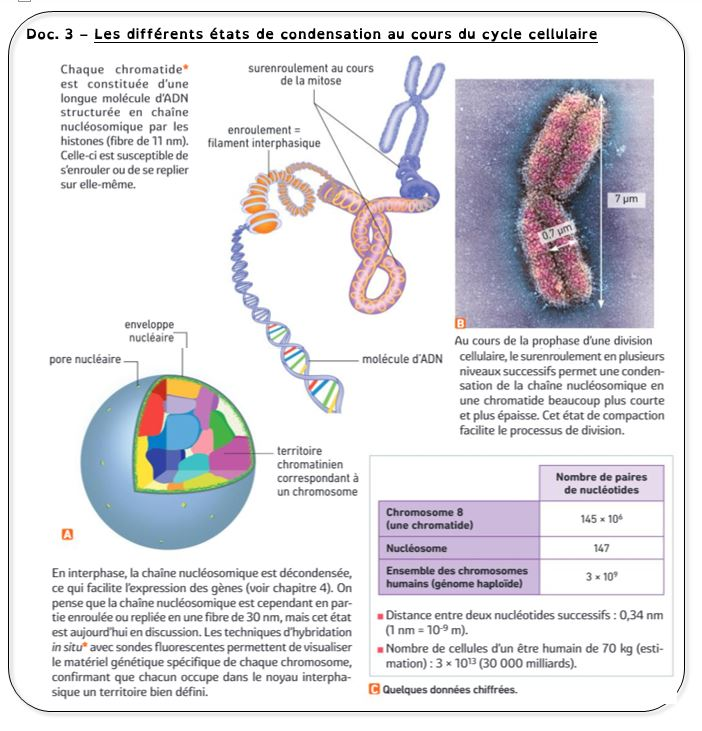 Doc. 3 – Les différents états de condensation au cours du cycle cellulaire
Chaque chromatide*
est constituée d'une
longue molécule d'ADN
structurée en chaîne
nucléosomique par les
histones (fibre de 11 nm).
Celle-ci est susceptible de
s'enrouler ou de se replier
sur elle-même.
surenroulement au cours
de la mitose
enroulement =
filament interphasique
7 µm
0,7 µm
B
enveloppe
nucléaire
pore nucléaire
molécule d'ADN
territoire
chromatinien
correspondant à
un chromosome
A
Au cours de la prophase d'une division
cellulaire, le surenroulement en plusieurs
niveaux successifs permet une conden-
sation de la chaîne nucléosomique en
une chromatide beaucoup plus courte
et plus épaisse. Cet état de compaction
facilite le processus de division.
En interphase, la chaîne nucléosomique est décondensée,
ce qui facilite l'expression des gènes (voir chapitre 4). On
pense que la chaîne nucléosomique est cependant en par-
tie enroulée ou repliée en une fibre de 30 nm, mais cet état
est aujourd'hui en discussion. Les techniques d'hybridation
in situ* avec sondes fluorescentes permettent de visualiser
le matériel génétique spécifique de chaque chromosome,
confirmant que chacun occupe dans le noyau interpha-
sique un territoire bien défini.
Nombre de paires
de nucléotides
Chromosome 8
(une chromatide)
145 × 10⁶
Nucléosome
147
Ensemble des chromosomes
humains (génome haploïde)
3 × 10⁹
■ Distance entre deux nucléotides successifs : 0,34 nm
(1 nm = 10⁻⁹ m).
■ Nombre de cellules d'un être humain de 70 kg (esti-
mation) : 3 × 10¹³ (30 000 milliards).
C Quelques données chiffrées.